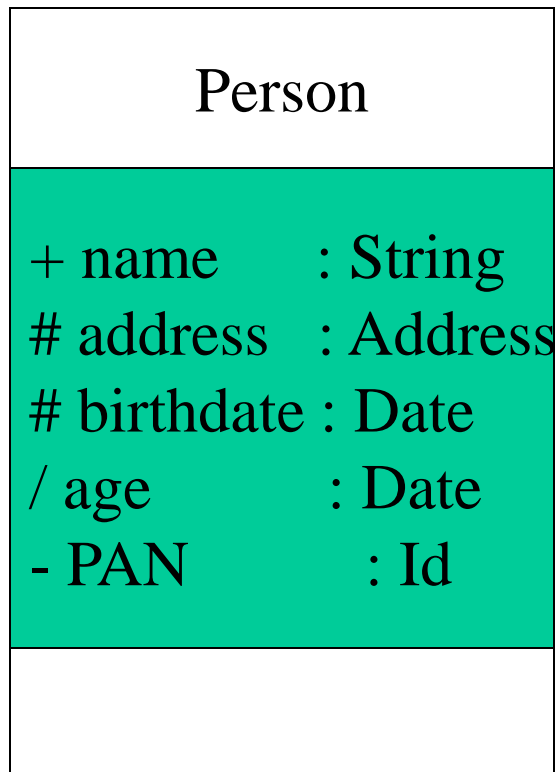 Person
+ name : String
# address : Address
# birthdate : Date
/ age : Date
- PAN : Id